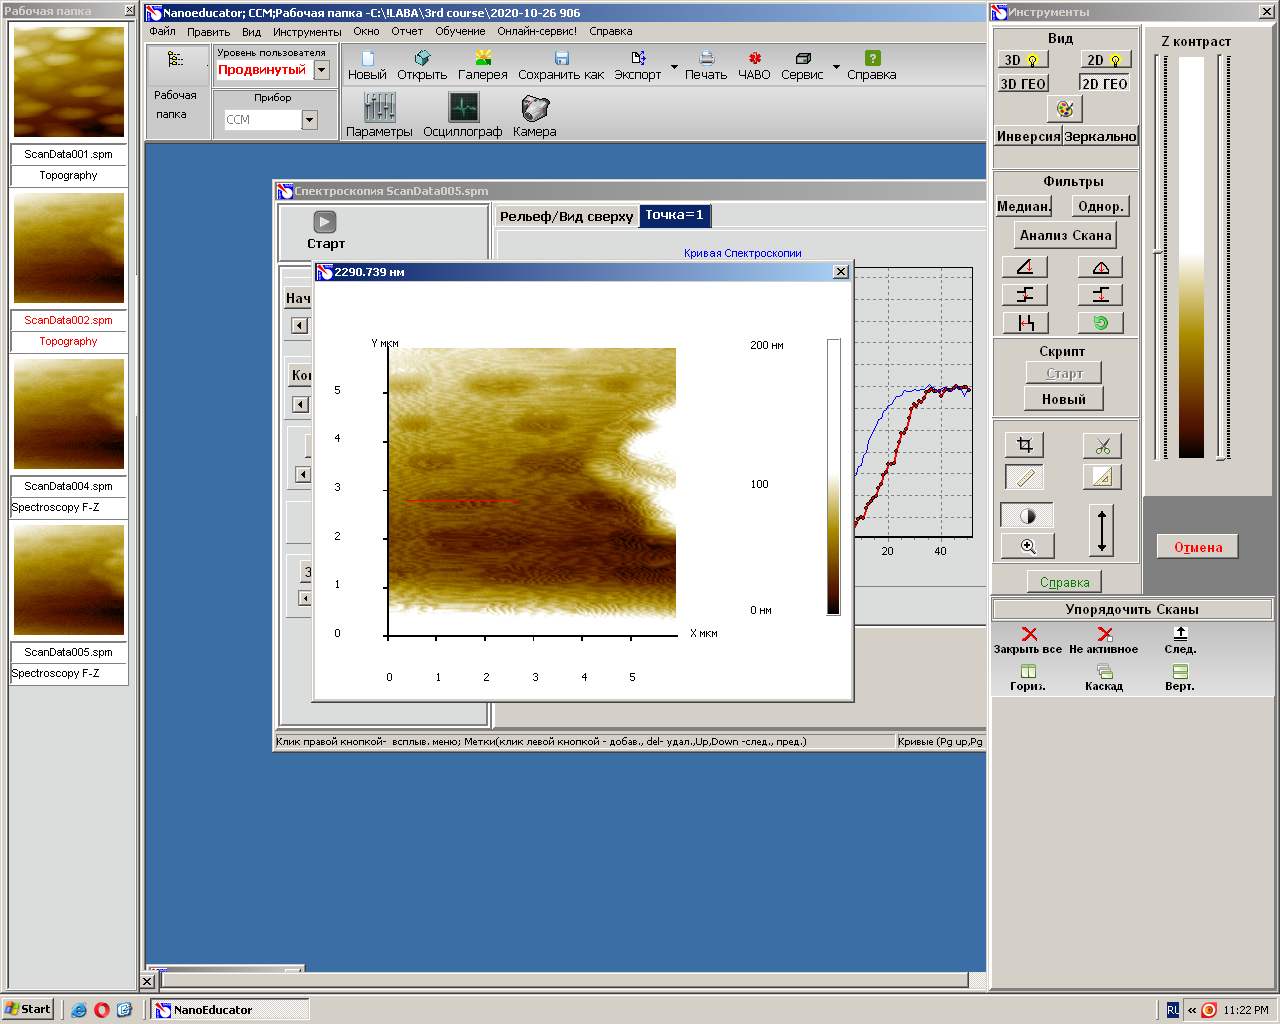 Рабочая папка
ScanData001.spm
Topography
ScanData002.spm
Topography
ScanData004.spm
Spectroscopy F-Z
ScanData005.spm
Spectroscopy F-Z
Nanoeducator; ССМ;Рабочая папка -C:\!LABA\3rd course\2020-10-26 906
Файл Править Вид Инструменты Окно Отчет Обучение Онлайн-сервис! Справка
Рабочая
папка
Уровень пользователя
Продвинутый
Прибор
ССМ
Новый Открыть Галерея Сохранить как Экспорт Печать ЧАВО Сервис Справка
Параметры Осциллограф Камера
Спектроскопия ScanData005.spm
Старт
Рельеф/Вид сверху Точка=1
Кривая Спектроскопии
Нач
Ко
З
20 40
2290.739 нм
Y мкм
5
4
3
2
1
0
0 1 2 3 4 5
X мкм
200 нм
100
0 нм
Клик правой кнопкой- всплыв. меню; Метки(клик левой кнопкой - добав., del- удал.,Up,Down -след., пред.)
Кривые (Pg up,Pg
Инструменты
Вид
3D 2D
3D ГЕО 2D ГЕО
Инверсия Зеркально
Фильтры
Медиан. Однор.
Анализ Скана
Скрипт
Старт
Новый
Справка
Z контраст
Отмена
Упорядочить Сканы
Закрыть все Не активное След.
Гориз. Каскад Верт.
Start
NanoEducator
RU
«
11:22 PM